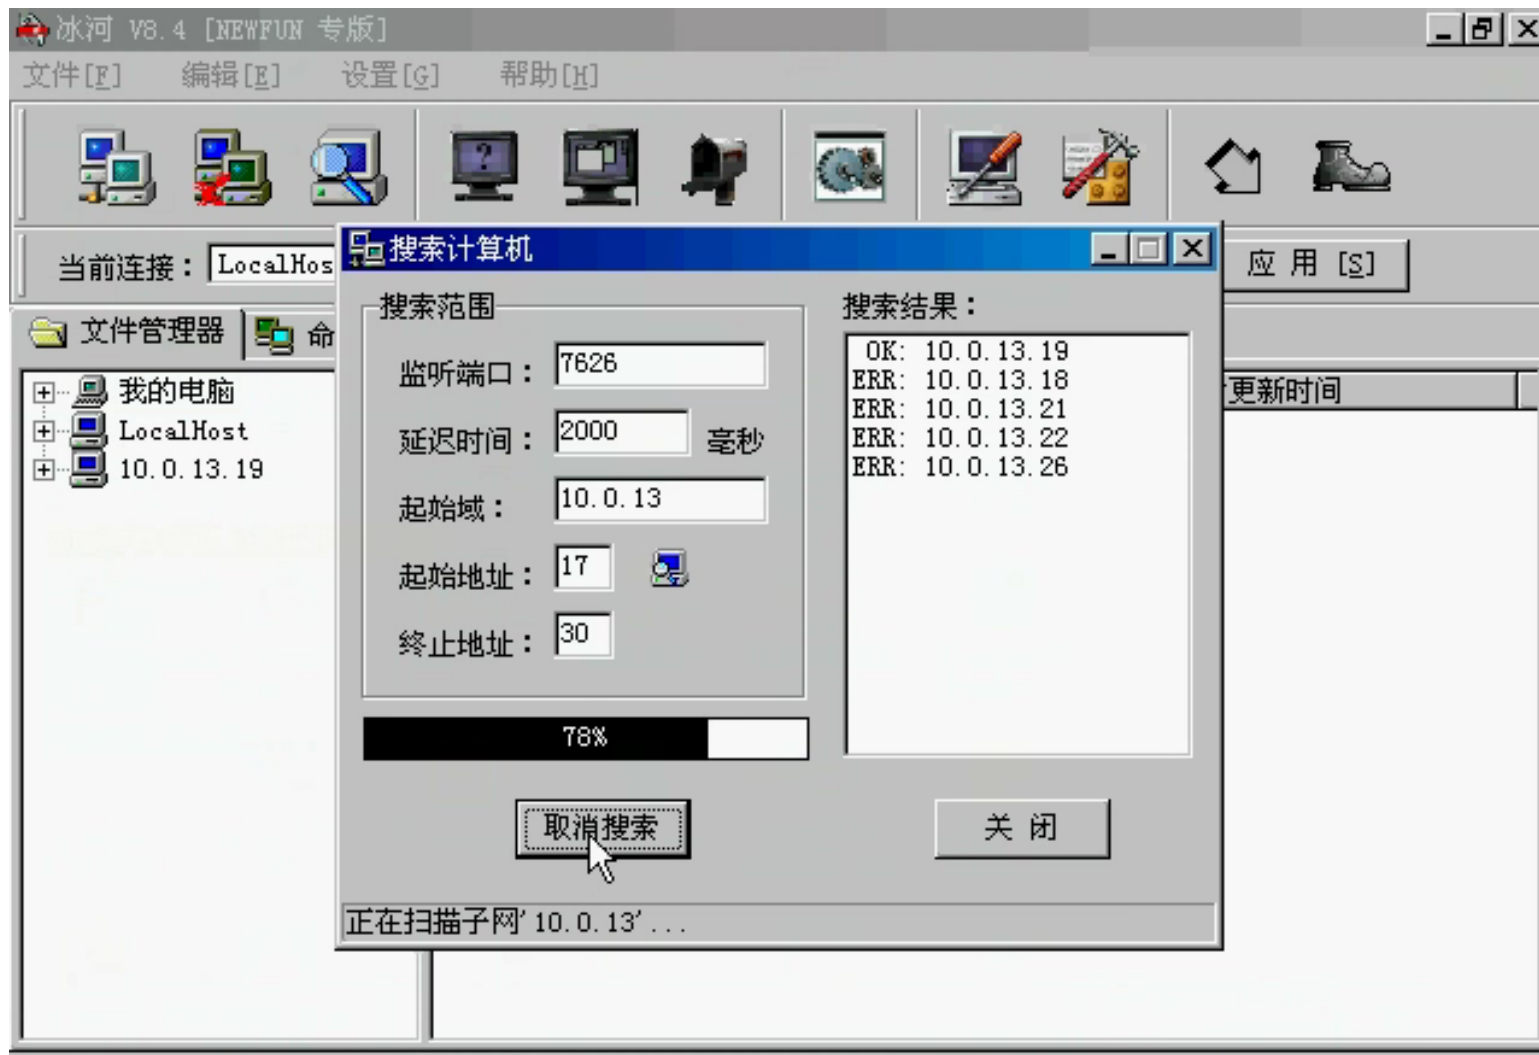 冰河 V8.4 [NEWFUN 专版]
文件[F] 编辑[E] 设置[G] 帮助[H]
当前连接： LocalHos
应 用 [S]
文件管理器 命
我的电脑
LocalHost
10.0.13.19
更新时间
搜索计算机
搜索范围
监听端口： 7626
延迟时间： 2000 毫秒
起始域： 10.0.13
起始地址： 17
终止地址： 30
78%
取消搜索
搜索结果：
OK: 10.0.13.19
ERR: 10.0.13.18
ERR: 10.0.13.21
ERR: 10.0.13.22
ERR: 10.0.13.26
关 闭
正在扫描子网'10.0.13'...